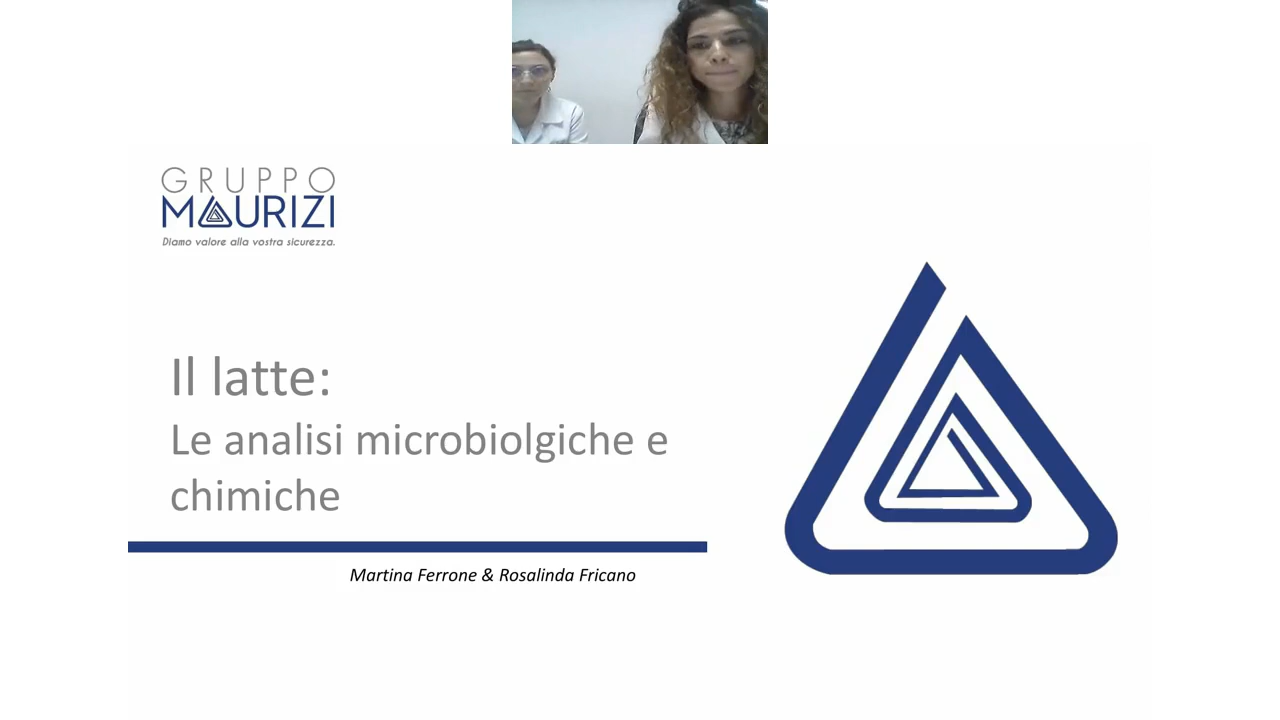 GRUPPO
MAURIZI
Diamo valore alla vostra sicurezza.
Il latte:
Le analisi microbiolgiche e
chimiche
Martina Ferrone & Rosalinda Fricano